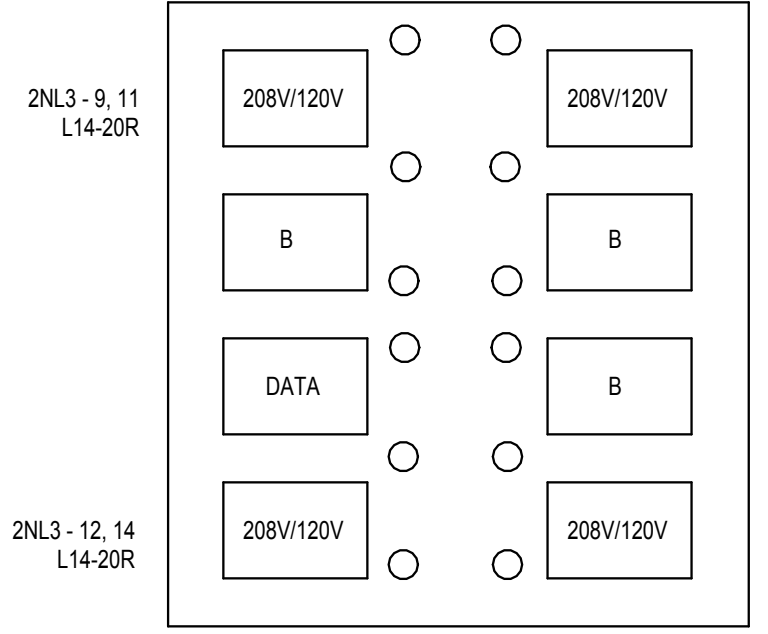 2NL3 - 9, 11
L14-20R
208V/120V
208V/120V
B
B
DATA
B
2NL3 - 12, 14
L14-20R
208V/120V
208V/120V